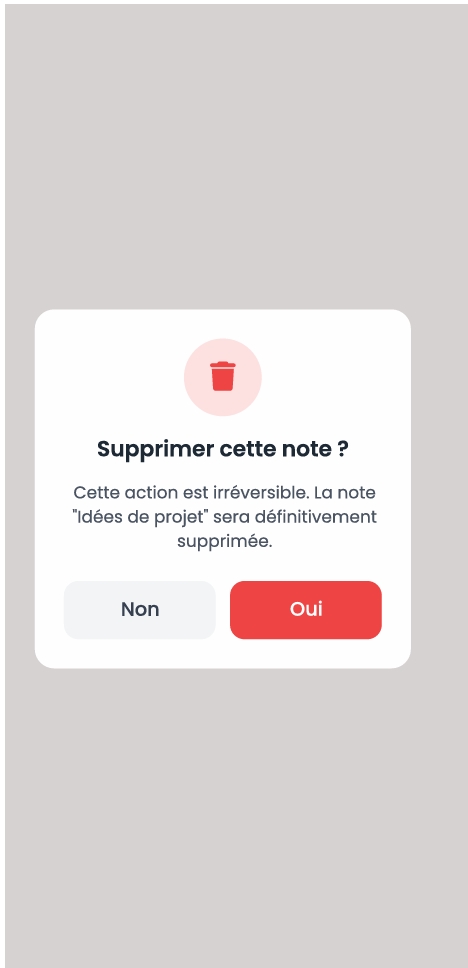 Supprimer cette note ?
Cette action est irréversible. La note
"Idées de projet" sera définitivement
supprimée.
Non
Oui